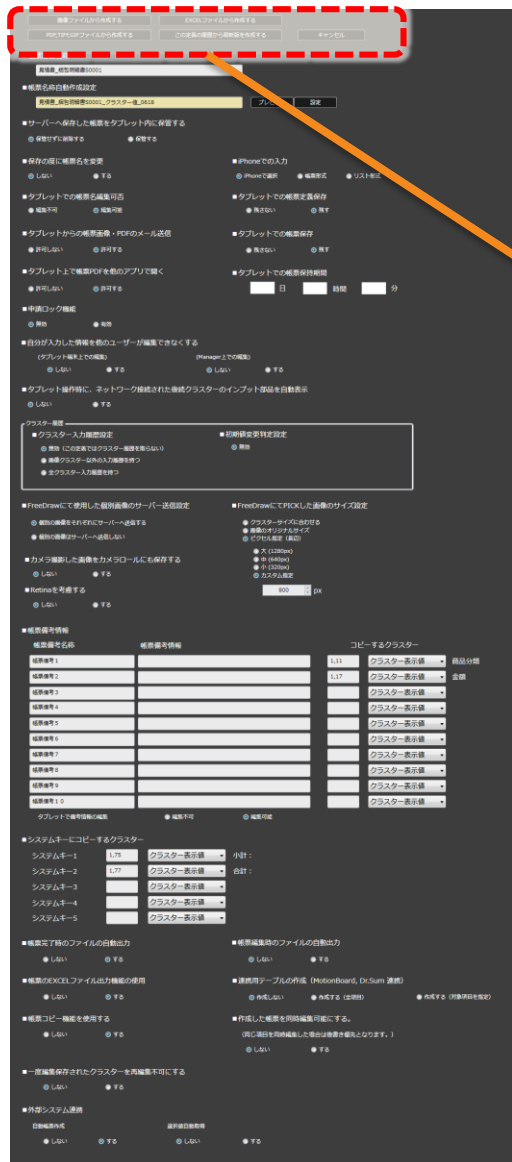 画像ファイルから作成する　EXCELファイルから作成する
PDF,TIFF,GIFファイルから作成する　この定義の履歴から複製版を作成する　キャンセル
見積書_梱包明細書S0001
■帳票名称自動作成設定
見積書_梱包明細書S0001_クラスター値_0618　プレビュー　設定
■サーバーへ保存した帳票をタブレット内に保管する
保管せずに削除する　保管する
■保存の度に帳票名を変更　■iPhoneでの入力
しない　する　iPhoneで選択　帳票形式　リスト形式
■タブレットでの帳票名編集可否　■タブレットでの帳票定義保存
編集不可　編集可能　残さない　残す
■タブレットからの帳票画像・PDFのメール送信　■タブレットでの帳票保存
許可しない　許可する　残さない　残す
■タブレット上で帳票PDFを他のアプリで開く　■タブレットでの帳票保持期間
許可しない　許可する　日　時間　分
■申請ロック機能
無効　有効
■自分が入力した情報を他のユーザーが編集できなくする
(タブレット端末上での編集)　(Manager上での編集)
しない　する　しない　する
■タブレット操作時に、ネットワーク接続された後続クラスターのインプット部品を自動表示
しない　する
クラスター履歴
■クラスター入力履歴設定　■初期値変更判定設定
無効（この定義ではクラスター履歴を取らない）　無効
画像クラスター以外の入力履歴を持つ
全クラスター入力履歴を持つ
■FreeDrawにて使用した個別画像のサーバー送信設定　■FreeDrawにてPICKした画像のサイズ設定
個別の画像をそれぞれにサーバーへ送信する　クラスターサイズに合わせる
画像のオリジナルサイズ
個別の画像はサーバーへ送信しない　ピクセル指定（長辺）
大 (1280px)
■カメラ撮影した画像をカメラロールにも保存する　中 (640px)
小 (320px)
しない　する　カスタム指定
■Retinaを考慮する　800　px
しない　する
■帳票備考情報
帳票備考名称　帳票備考情報　コピーするクラスター
帳票備考１　1,11　クラスター表示値　商品分類
帳票備考２　1,17　クラスター表示値　金額
帳票備考３　クラスター表示値
帳票備考４　クラスター表示値
帳票備考５　クラスター表示値
帳票備考６　クラスター表示値
帳票備考７　クラスター表示値
帳票備考８　クラスター表示値
帳票備考９　クラスター表示値
帳票備考１０　クラスター表示値
タブレットで備考情報の編集　編集不可　編集可能
■システムキーにコピーするクラスター
システムキー1　1,75　クラスター表示値　小計：
システムキー2　1,77　クラスター表示値　合計：
システムキー3　クラスター表示値
システムキー4　クラスター表示値
システムキー5　クラスター表示値
■帳票完了時のファイルの自動出力　■帳票編集時のファイルの自動出力
しない　する　しない　する
■帳票のEXCELファイル出力機能の使用　■連携用テーブルの作成（MotionBoard, Dr.Sum 連携）
しない　する　作成しない　作成する（全項目）　作成する（対象項目を指定）
■帳票コピー機能を使用する　■作成した帳票を同時編集可能にする。
しない　する　（同じ項目を同時編集した場合は後書き優先となります。）
しない　する
■一度編集保存されたクラスターを再編集不可にする
しない　する
■外部システム連携
自動帳票作成　選択値自動取得
しない　する　しない　する